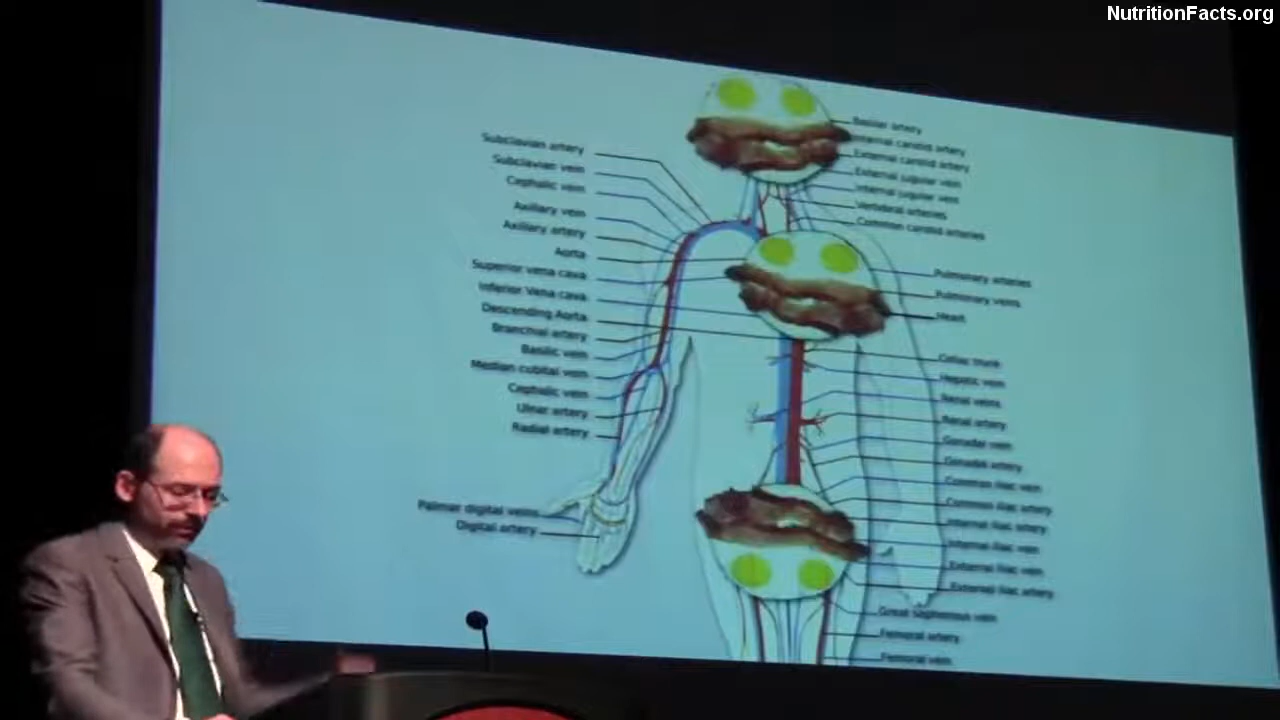 NutritionFacts.org
Subclavian artery
Subclavian vein
Cephalic vein
Axillary vein
Axillary artery
Aorta
Superior vena cava
Inferior Vena cava
Descending Aorta
Branchial artery
Basilic vein
Median cubital vein
Cephalic vein
Ulnar artery
Radial artery
Palmar digital veins
Digital artery
Basilar artery
Internal carotid artery
External carotid artery
External jugular vein
Internal jugular vein
Vertebral arteries
Common carotid arteries
Pulmonary arteries
Pulmonary veins
Heart
Celiac trunk
Hepatic vein
Renal veins
Renal artery
Gonadal vein
Gonadal artery
Common iliac vein
Common iliac artery
Internal iliac artery
Internal iliac vein
External iliac vein
External iliac artery
Great saphenous vein
Femoral artery
Femoral vein